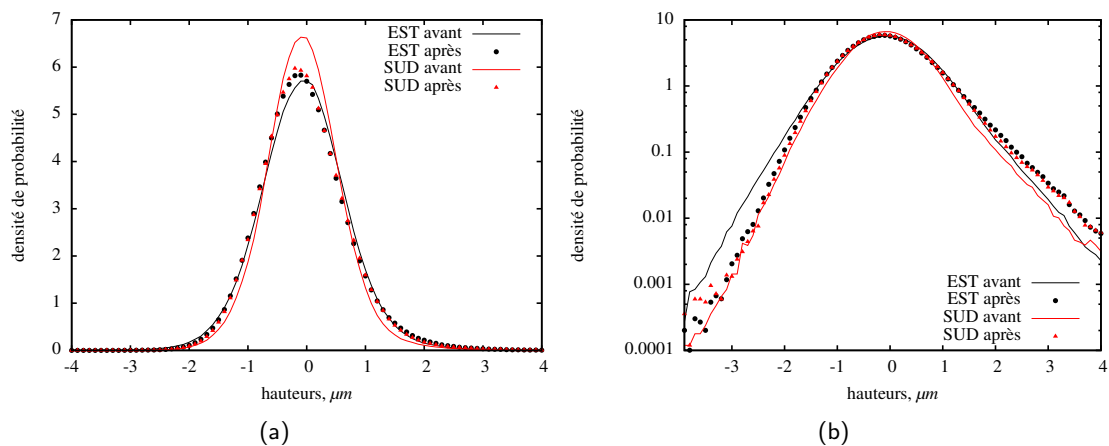 7
6
5
4
3
2
1
0
-4
-3
-2
-1
0
1
2
3
4
densité de probabilité
hauteurs, μm
EST avant
EST après
SUD avant
SUD après
(a)
10
1
0.1
0.01
0.001
0.0001
-3
-2
-1
0
1
2
3
4
densité de probabilité
hauteurs, μm
EST avant
EST après
SUD avant
SUD après
(b)